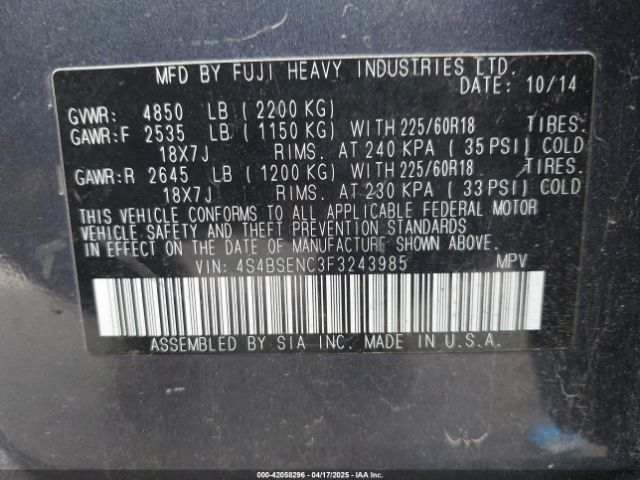 MFD BY FUJI HEAVY INDUSTRIES LTD.
DATE: 10/14
GVWR: 4850 LB ( 2200 KG)
GAWR:F 2535 LB ( 1150 KG) WITH 225/60R18 TIRES.
18X7J RIMS. AT 240 KPA ( 35 PSI) COLD
GAWR:R 2645 LB ( 1200 KG) WITH 225/60R18 TIRES.
18X7J RIMS. AT 230 KPA ( 33 PSI) COLD
THIS VEHICLE CONFORMS TO ALL APPLICABLE FEDERAL MOTOR
VEHICLE SAFETY AND THEFT PREVENTION STANDARDS
IN EFFECT ON THE DATE OF MANUFACTURE SHOWN ABOVE.
VIN: 4S4BSENC3F3243985 MPV
ASSEMBLED BY SIA INC. MADE IN U.S.A.
000-42058296 - 04/17/2025 - www.iaai.com